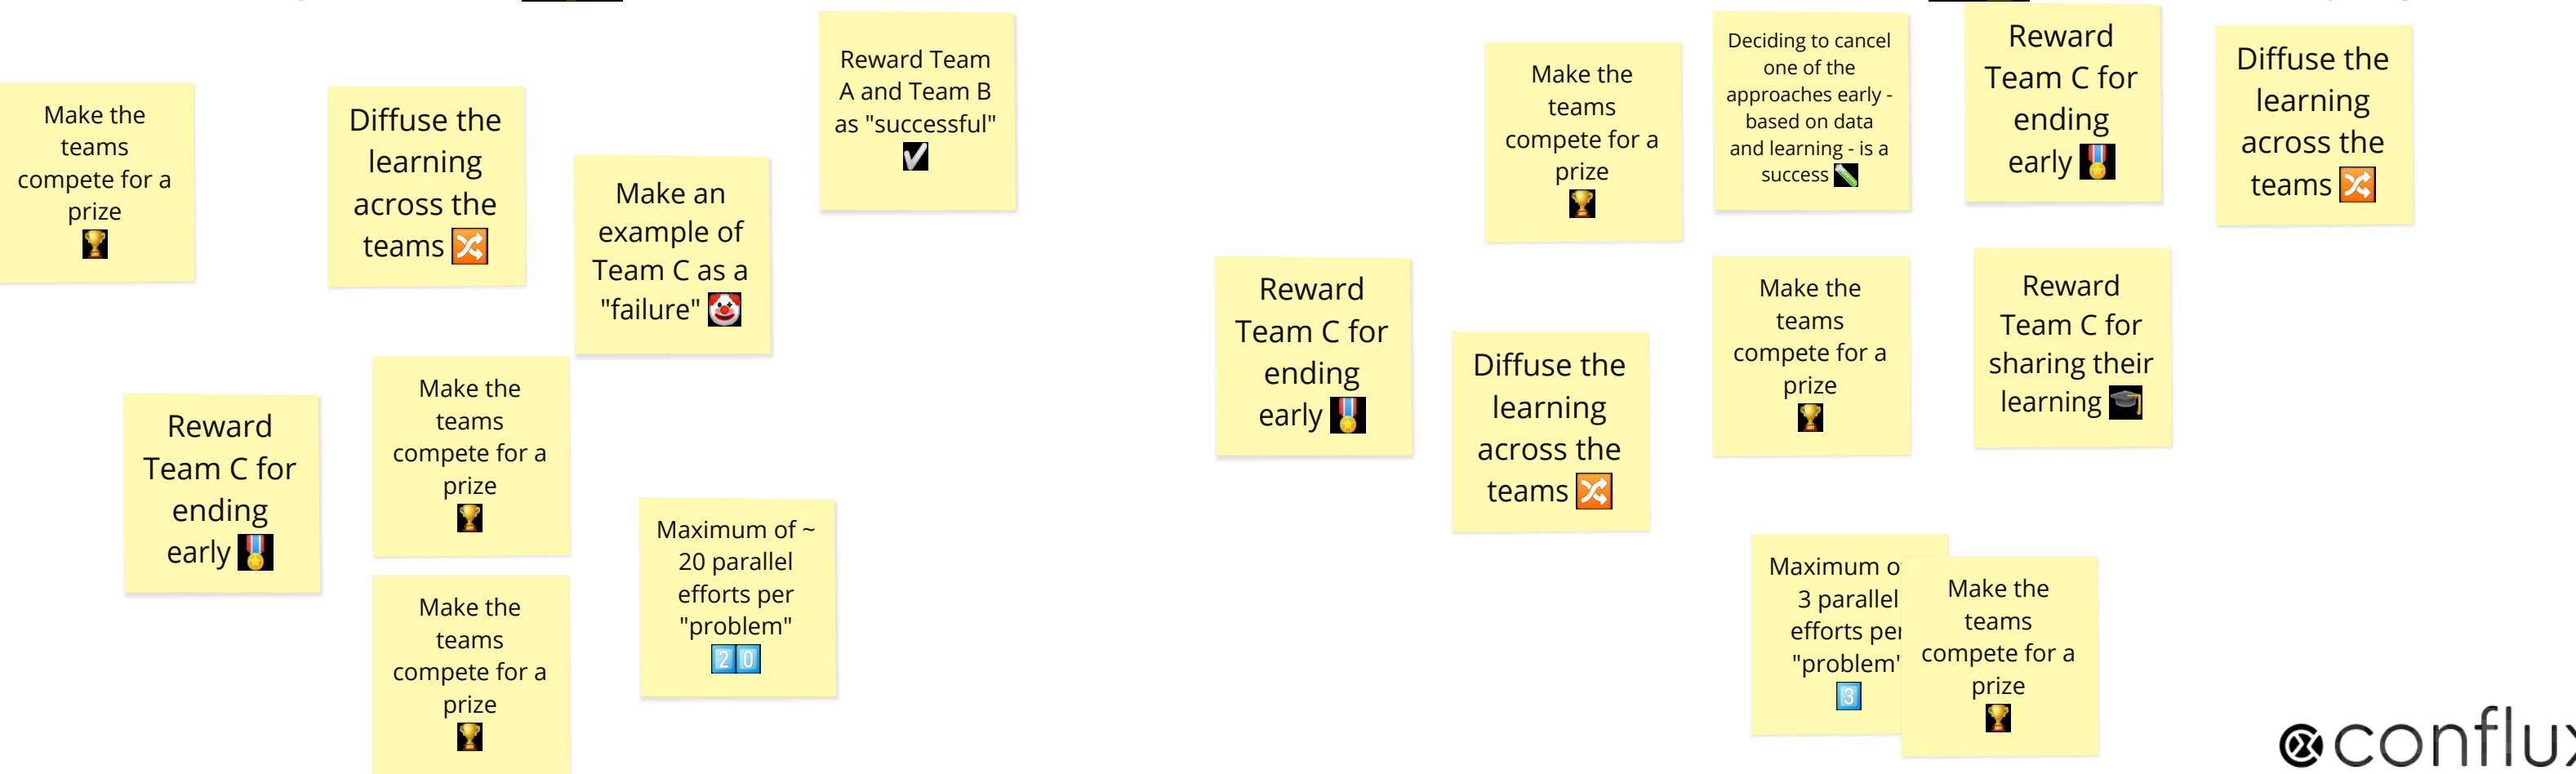 Make the
teams
compete for a
prize
Diffuse the
learning
across the
teams
Make an
example of
Team C as a
"failure"
Reward Team
A and Team B
as "successful"
Reward
Team C for
ending
early
Make the
teams
compete for a
prize
Make the
teams
compete for a
prize
Maximum of ~
20 parallel
efforts per
"problem"
20
Make the
teams
compete for a
prize
Deciding to cancel
one of the
approaches early -
based on data
and learning - is a
success
Reward
Team C for
ending
early
Diffuse the
learning
across the
teams
Reward
Team C for
ending
early
Diffuse the
learning
across the
teams
Make the
teams
compete for a
prize
Reward
Team C for
sharing their
learning
Maximum
3 parallel
efforts per
"problem"
3
Make the
teams
compete for a
prize
conflux